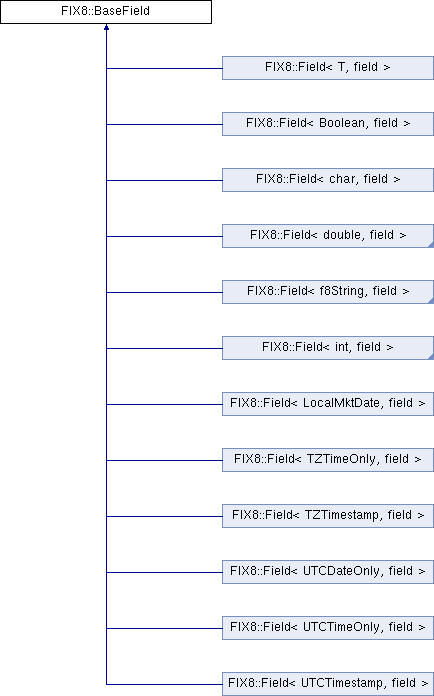 FIX8::BaseField
FIX8::Field< T, field >
FIX8::Field< Boolean, field >
FIX8::Field< char, field >
FIX8::Field< double, field >
FIX8::Field< f8String, field >
FIX8::Field< int, field >
FIX8::Field< LocalMktDate, field >
FIX8::Field< TZTimeOnly, field >
FIX8::Field< TZTimestamp, field >
FIX8::Field< UTCDateOnly, field >
FIX8::Field< UTCTimeOnly, field >
FIX8::Field< UTCTimestamp, field >